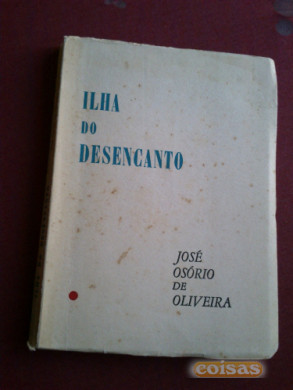 ILHA
DO
DESENCANTO
JOSÉ
OSÓRIO
DE
OLIVEIRA
coisas